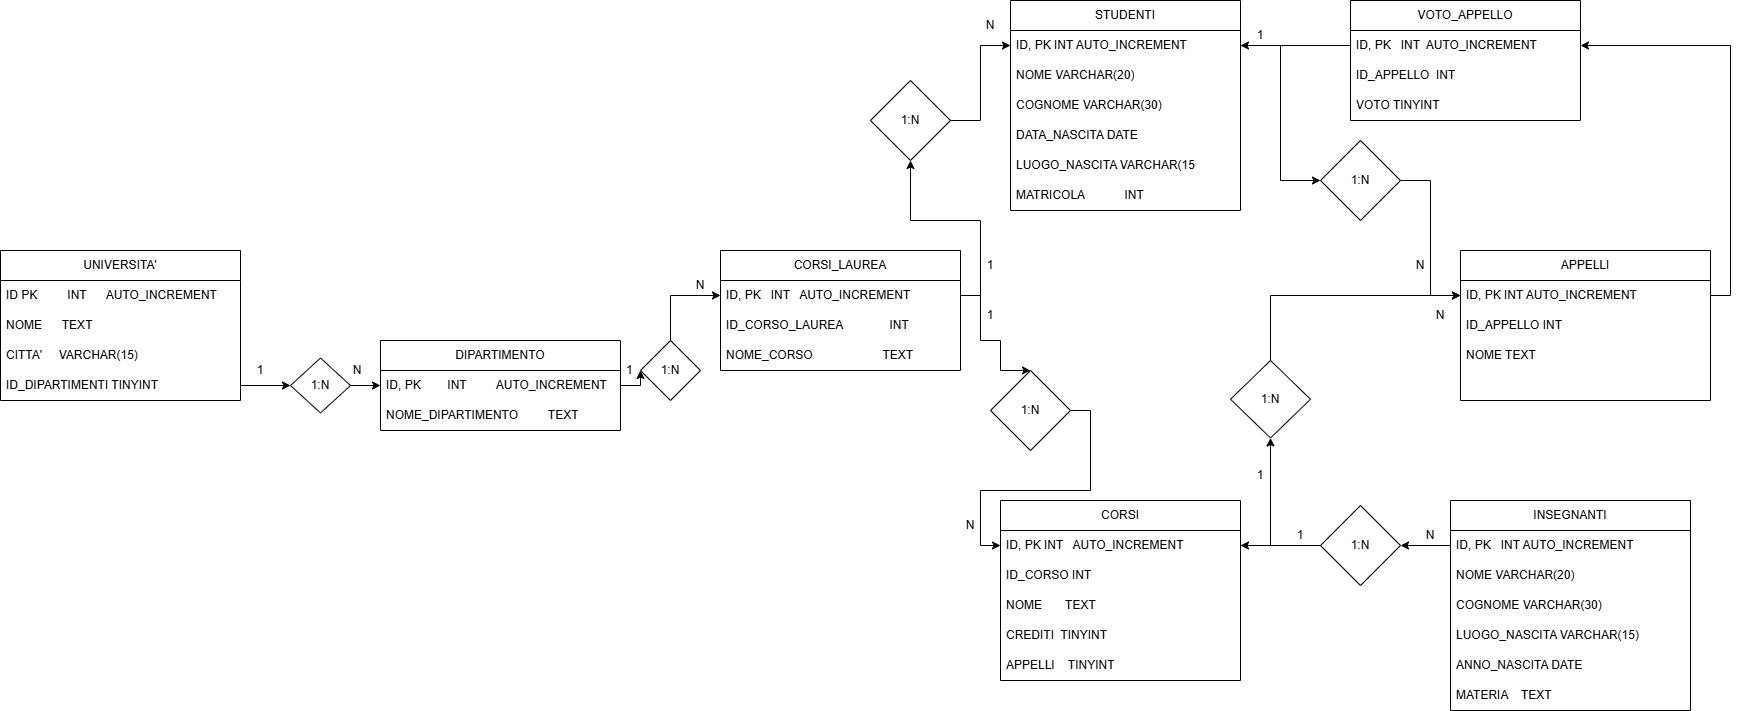 STUDENTI
ID, PK INT AUTO_INCREMENT
NOME VARCHAR(20)
COGNOME VARCHAR(30)
DATA_NASCITA DATE
LUOGO_NASCITA VARCHAR(15
MATRICOLA INT
VOTO_APPELLO
ID, PK INT AUTO_INCREMENT
ID_APPELLO INT
VOTO TINYINT
N
1
1:N
1:N
UNIVERSITA'
ID PK INT AUTO_INCREMENT
NOME TEXT
CITTA' VARCHAR(15)
ID_DIPARTIMENTI TINYINT
1
1:N
N
DIPARTIMENTO
ID, PK INT AUTO_INCREMENT
NOME_DIPARTIMENTO TEXT
1
1:N
N
CORSI_LAUREA
ID, PK INT AUTO_INCREMENT
ID_CORSO_LAUREA INT
NOME_CORSO TEXT
1
1
1:N
N
N
N
APPELLI
ID, PK INT AUTO_INCREMENT
ID_APPELLO INT
NOME TEXT
1:N
1
CORSI
ID, PK INT AUTO_INCREMENT
ID_CORSO INT
NOME TEXT
CREDITI TINYINT
APPELLI TINYINT
1
1:N
N
INSEGNANTI
ID, PK INT AUTO_INCREMENT
NOME VARCHAR(20)
COGNOME VARCHAR(30)
LUOGO_NASCITA VARCHAR(15)
ANNO_NASCITA DATE
MATERIA TEXT